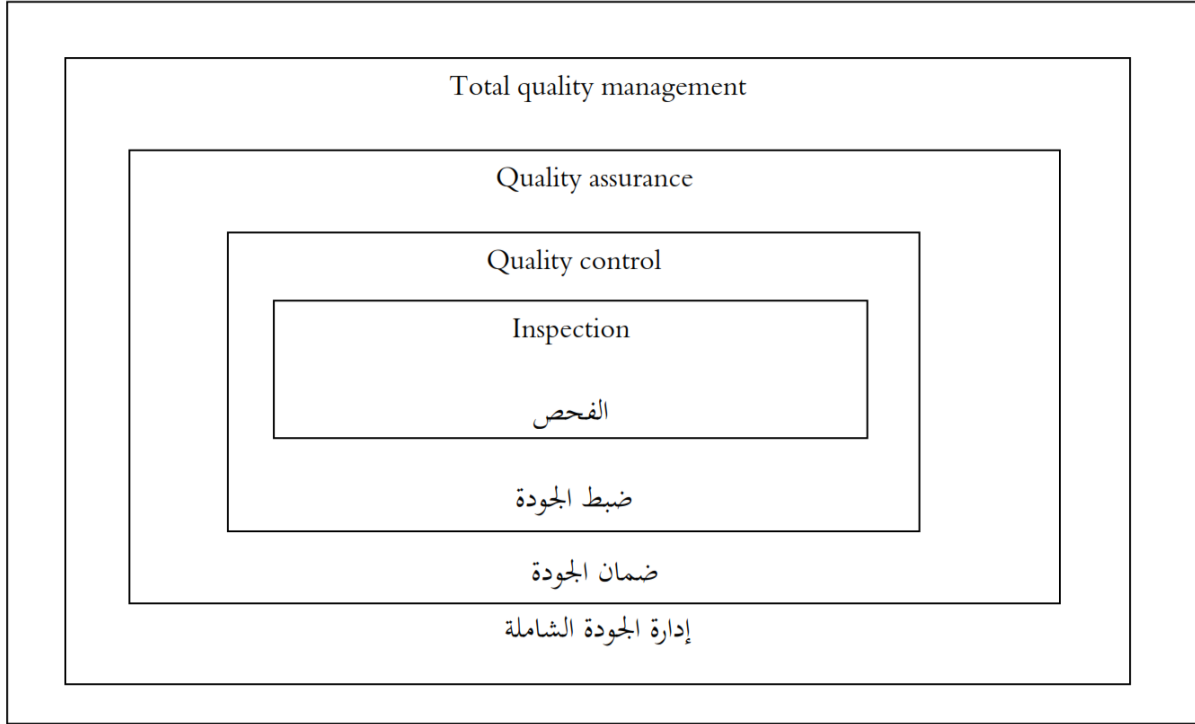 Total quality management
Quality assurance
Quality control
Inspection
الفحص
ضبط الجودة
ضمان الجودة
إدارة الجودة الشاملة